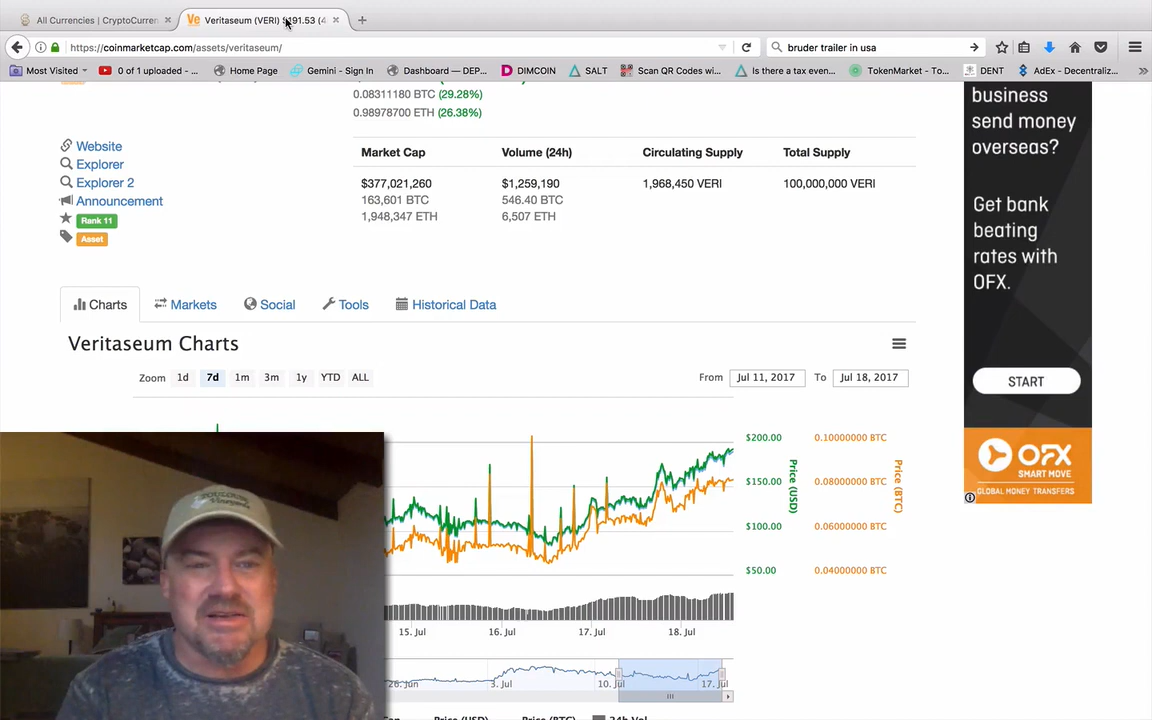 All Currencies | CryptoCurren
Veritaseum (VERI) $191.53 (4
https://coinmarketcap.com/assets/veritaseum/
bruder trailer in usa
Most Visited
0 of 1 uploaded - ...
Home Page
Gemini - Sign In
Dashboard — DEP...
DIMCOIN
SALT
Scan QR Codes wi...
Is there a tax even...
TokenMarket - To...
DENT
AdEx - Decentraliz...
0.08311180 BTC (29.28%)
0.98978700 ETH (26.38%)
Website
Explorer
Explorer 2
Announcement
Rank 11
Asset
Market Cap Volume (24h) Circulating Supply Total Supply
$377,021,260 $1,259,190 1,968,450 VERI 100,000,000 VERI
163,601 BTC 546.40 BTC
1,948,347 ETH 6,507 ETH
Charts Markets Social Tools Historical Data
Veritaseum Charts
Zoom 1d 7d 1m 3m 1y YTD ALL
From Jul 11, 2017 To Jul 18, 2017
$200.00 0.10000000 BTC
$150.00 0.08000000 BTC
$100.00 0.06000000 BTC
$50.00 0.04000000 BTC
Price (USD)
Price (BTC)
15. Jul 16. Jul 17. Jul 18. Jul
26. Jun 3. Jul 10. Jul 17. Jul
Price (USD) Price (BTC) 24h Vol
business
send money
overseas?
Get bank
beating
rates with
OFX.
START
OFX
SMART MOVE
GLOBAL MONEY TRANSFERS